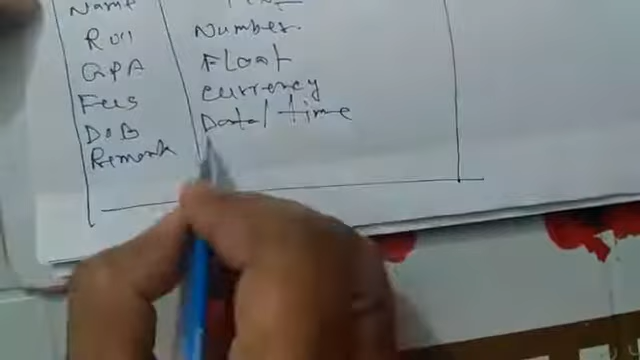 Name
Roll Number
GPA Float
Fees Currency
DoB Date/time
Remark